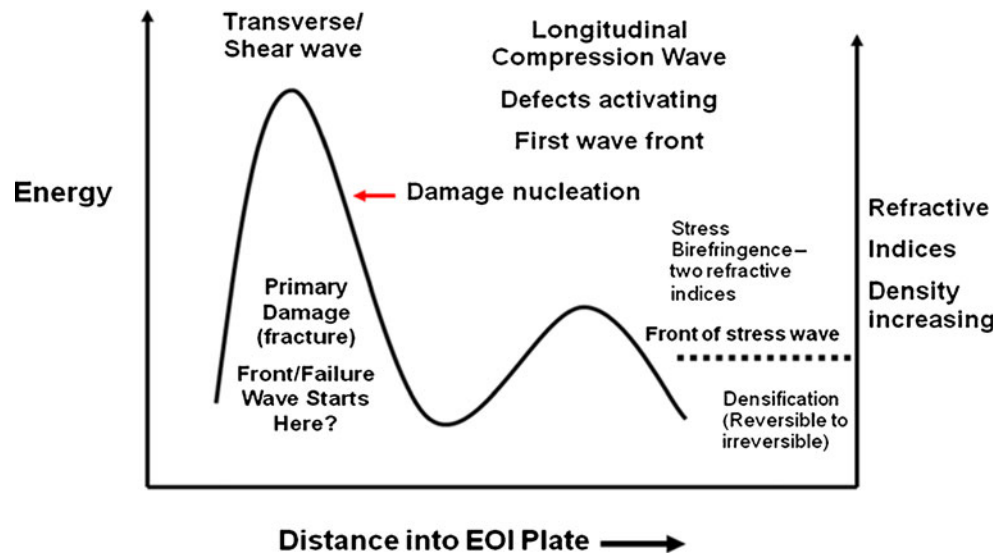 Transverse/
Shear wave
Longitudinal
Compression Wave
Defects activating
First wave front
Energy
Damage nucleation
Refractive
Indices
Density
increasing
Stress
Birefringence–
two refractive
indices
Primary
Damage
(fracture)
Front/Failure
Wave Starts
Here?
Front of stress wave
Densification
(Reversible to
irreversible)
Distance into EOI Plate